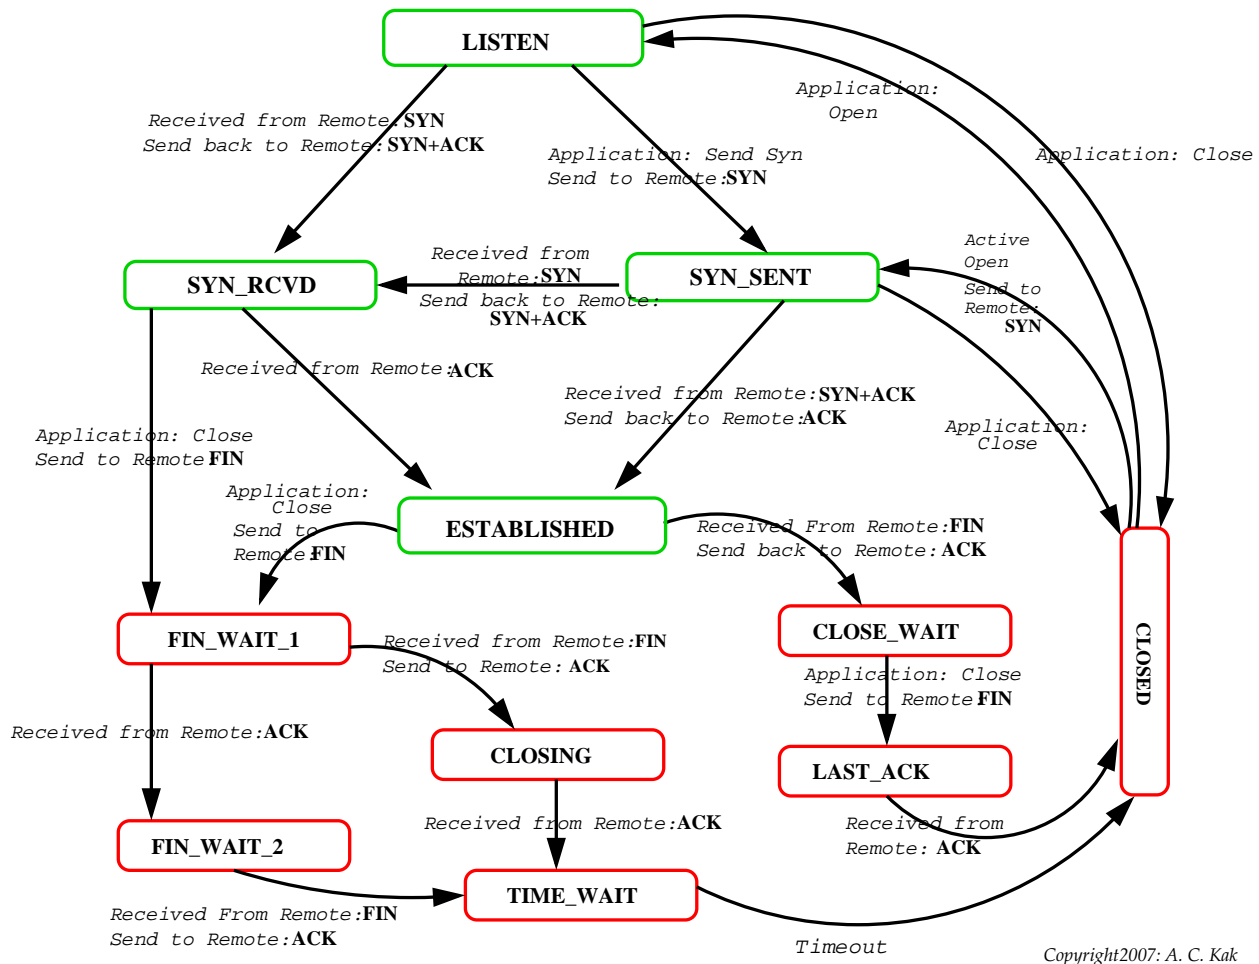 LISTEN
Application:
Open
Received from Remote: SYN
Send back to Remote: SYN+ACK
Application: Send Syn
Send to Remote: SYN
Application: Close
Received from
Remote: SYN
Send back to Remote:
SYN+ACK
Active
Open
Send to
Remote:
SYN
SYN_RCVD
SYN_SENT
Received from Remote: ACK
Received from Remote: SYN+ACK
Send back to Remote: ACK
Application:
Close
Application: Close
Send to Remote FIN
Application:
Close
Send to
Remote: FIN
ESTABLISHED
Received From Remote: FIN
Send back to Remote: ACK
FIN_WAIT_1
Received from Remote: FIN
Send to Remote: ACK
CLOSE_WAIT
CLOSED
Application: Close
Send to Remote FIN
Received from Remote: ACK
CLOSING
LAST_ACK
Received from Remote: ACK
Received from
Remote: ACK
FIN_WAIT_2
TIME_WAIT
Received From Remote: FIN
Send to Remote: ACK
Timeout
Copyright2007: A. C. Kak